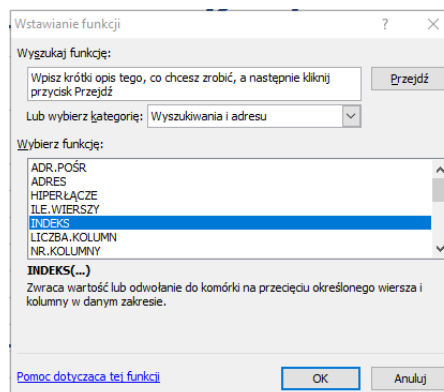 Wstawianie funkcji ? ×
Wyszukaj funkcję:
Wpisz krótki opis tego, co chcesz zrobić, a następnie kliknij
przycisk Przejdź
Przejdź
Lub wybierz kategorię: Wyszukiwania i adresu
Wybierz funkcję:
ADR.POŚR
ADRES
HIPERŁĄCZE
ILE.WIERSZY
INDEKS
LICZBA.KOLUMN
NR.KOLUMNY
INDEKS(...)
Zwraca wartość lub odwołanie do komórki na przecięciu określonego wiersza i
kolumny w danym zakresie.
Pomoc dotycząca tej funkcji
OK Anuluj